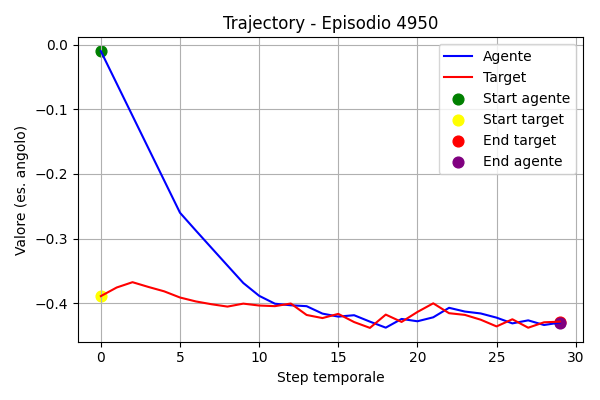 Trajectory - Episodio 4950
Valore (es. angolo)
0.0
−0.1
−0.2
−0.3
−0.4
Agente
Target
Start agente
Start target
End target
End agente
0 5 10 15 20 25 30
Step temporale